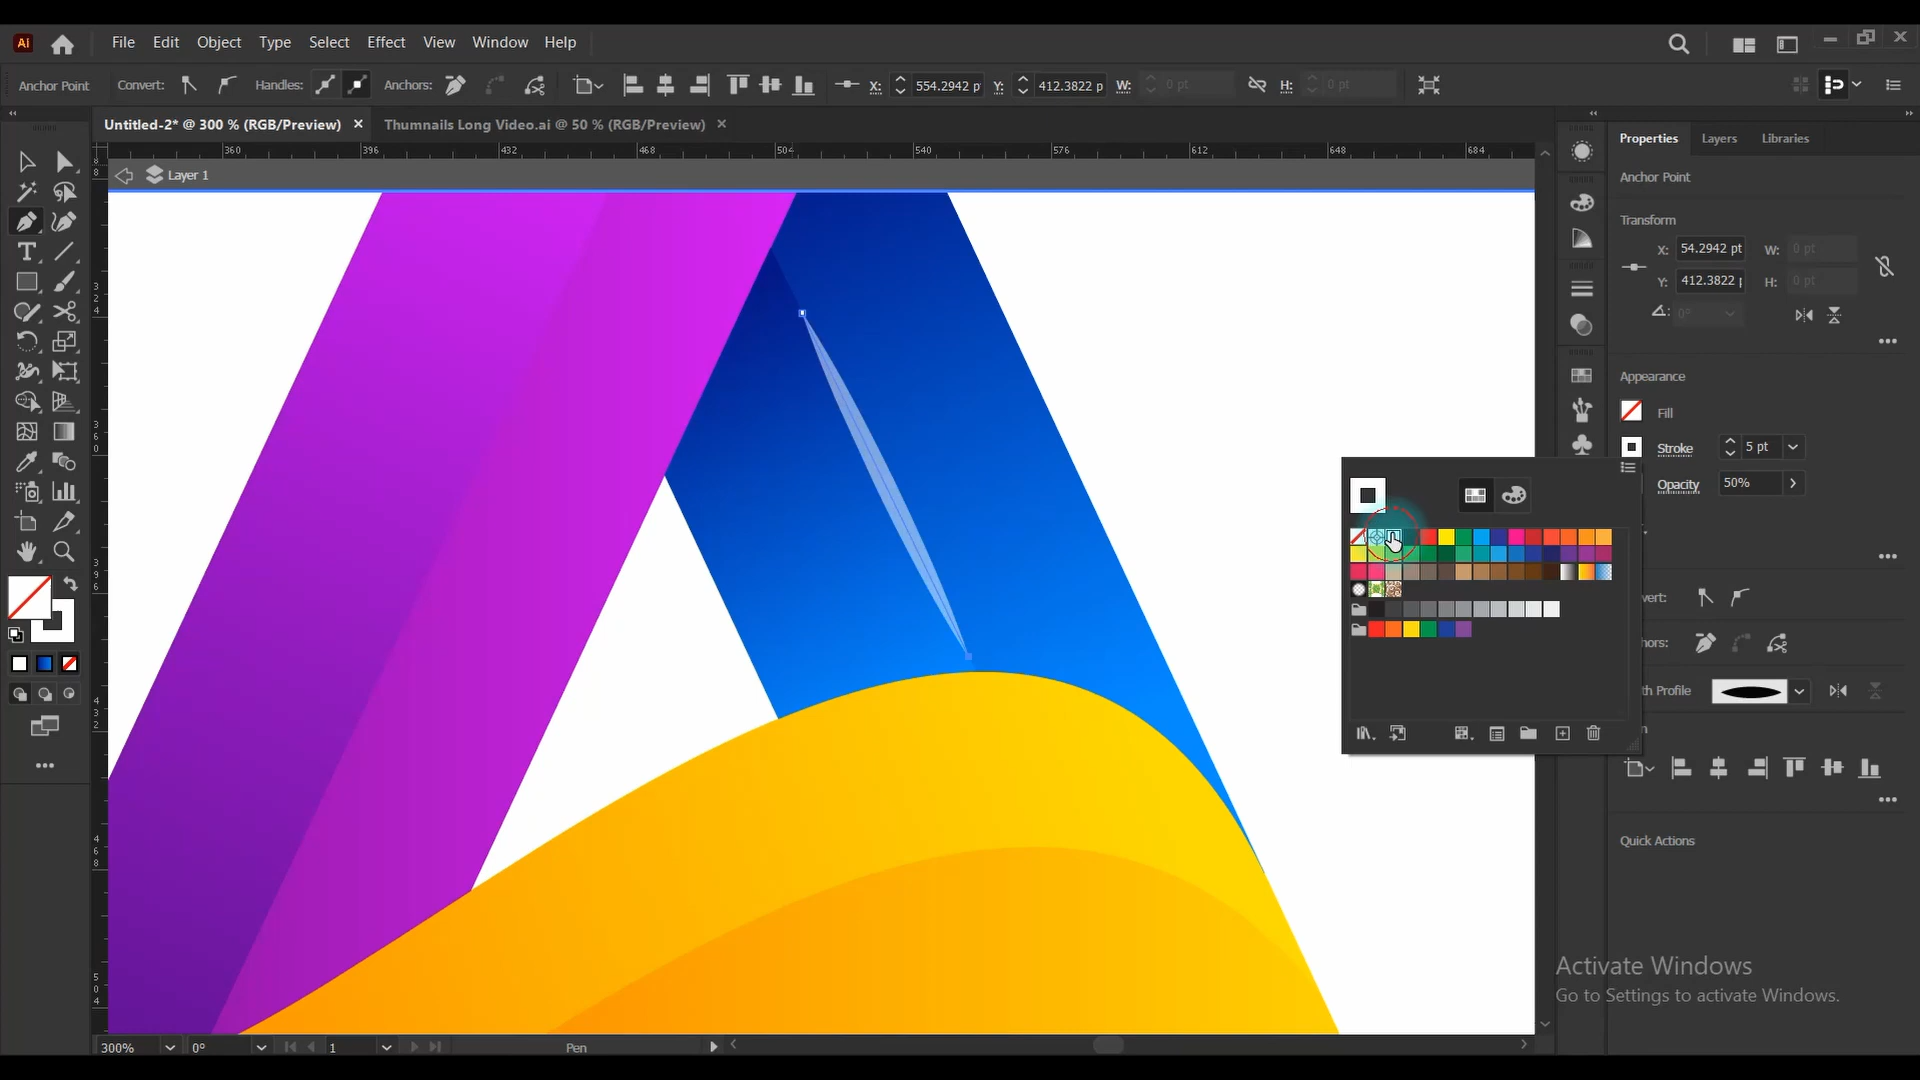 Ai File Edit Object Type Select Effect View Window Help
Anchor Point Convert: Handles: Anchors: X: 554.2942 p Y: 412.3822 p W: 0 pt H: 0 pt
Untitled-2* @ 300 % (RGB/Preview) × Thumnails Long Video.ai @ 50 % (RGB/Preview) ×
Properties Layers Libraries
360 396 432 468 504 540 576 612 648 684
Layer 1
Anchor Point
Transform
X: 54.2942 pt W: 0 pt
Y: 412.3822 H: 0 pt
0°
Appearance
Fill
Stroke 5 pt
Opacity 50%
vert:
hors:
th Profile
n
Quick Actions
Activate Windows
Go to Settings to activate Windows.
300% 0° 1 Pen